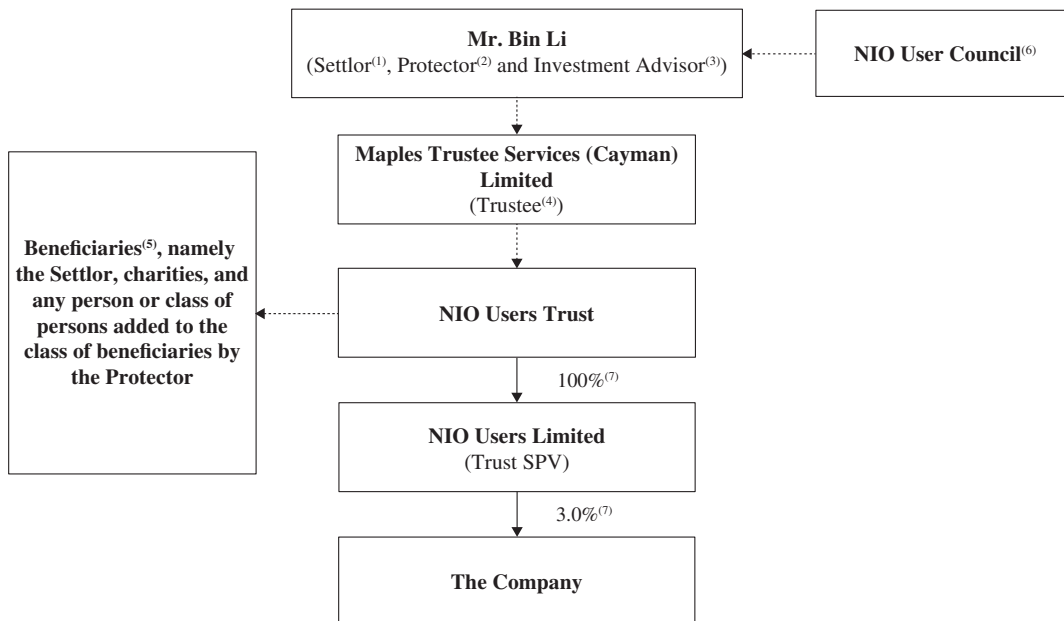 Mr. Bin Li
(Settlor(1), Protector(2) and Investment Advisor(3))
NIO User Council(6)
Maples Trustee Services (Cayman)
Limited
(Trustee(4))
Beneficiaries(5), namely
the Settlor, charities, and
any person or class of
persons added to the
class of beneficiaries by
the Protector
NIO Users Trust
100%(7)
NIO Users Limited
(Trust SPV)
3.0%(7)
The Company